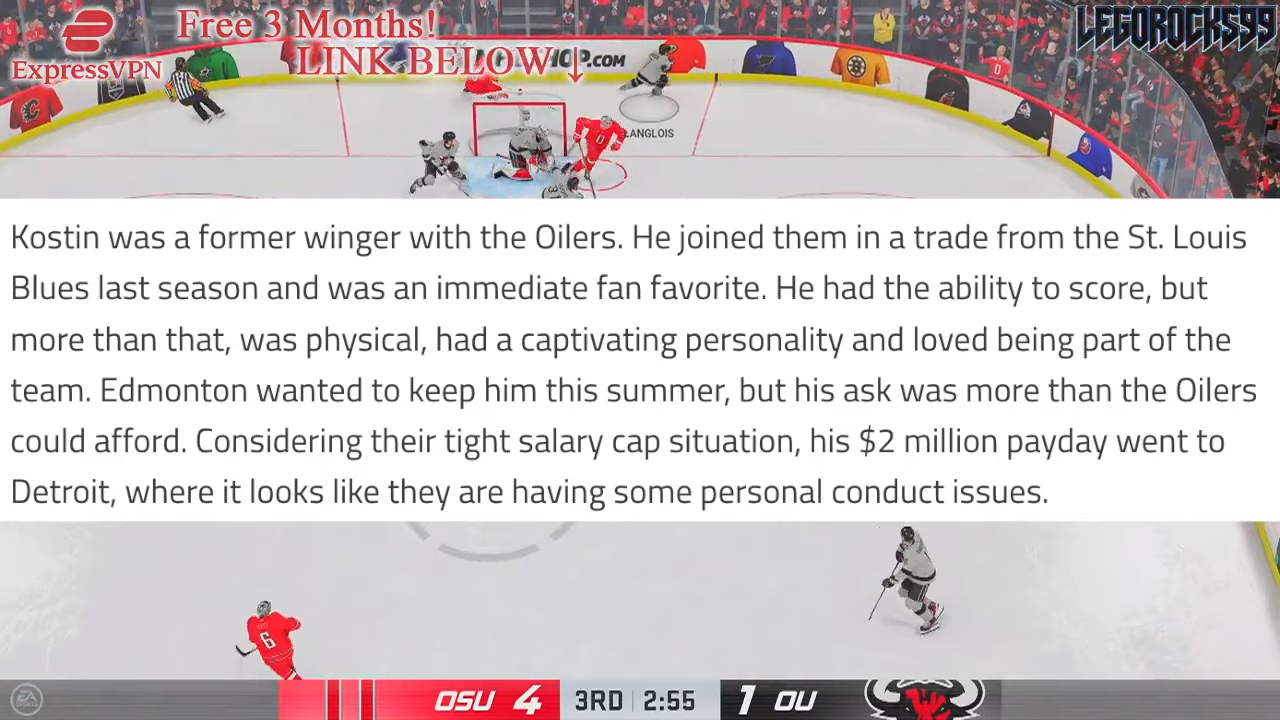 ExpressVPN
Free 3 Months!
LINK BELOW ↓
HOP.COM
LEGOROCKS99
LANGLOIS
Kostin was a former winger with the Oilers. He joined them in a trade from the St. Louis
Blues last season and was an immediate fan favorite. He had the ability to score, but
more than that, was physical, had a captivating personality and loved being part of the
team. Edmonton wanted to keep him this summer, but his ask was more than the Oilers
could afford. Considering their tight salary cap situation, his $2 million payday went to
Detroit, where it looks like they are having some personal conduct issues.
6
OSU 4 3RD 2:55 1 OU